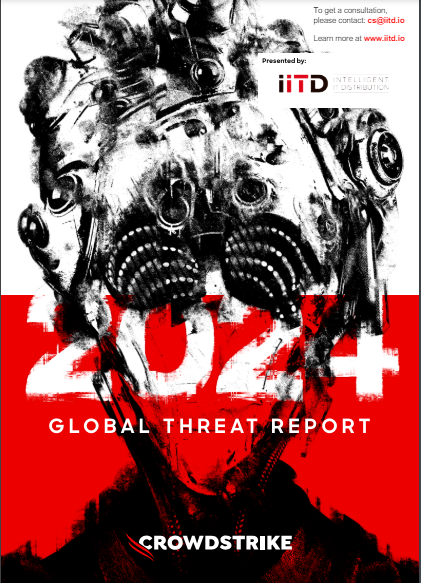 To get a consultation,
please contact: cs@iitd.io
Learn more at www.iitd.io
Presented by:
iiTD INTELLIGENT
IT DISTRIBUTION
2024
GLOBAL THREAT REPORT
CROWDSTRIKE